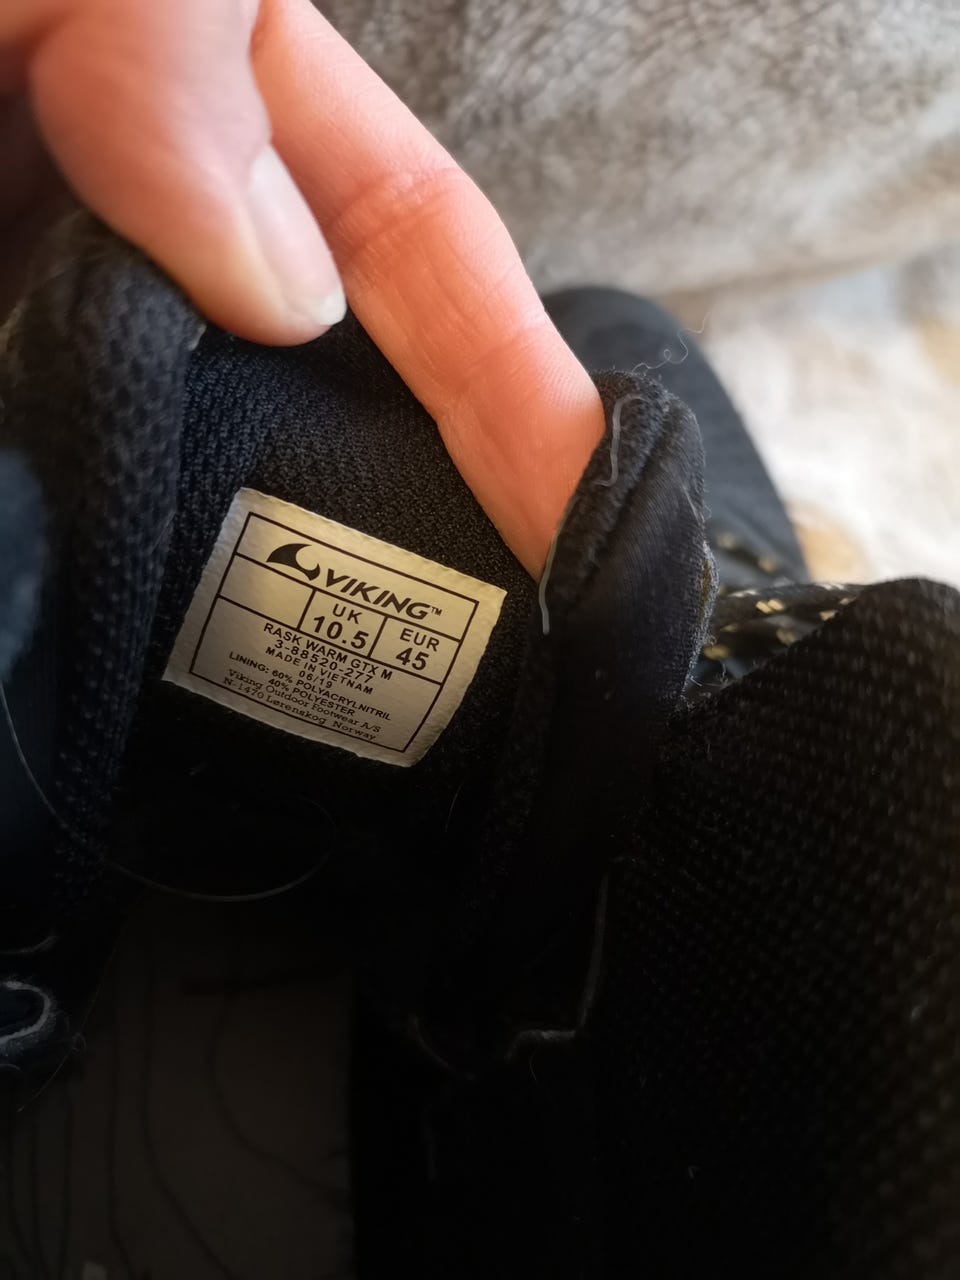 VIKING™
UK
10.5
EUR
45
RASK WARM GTX M
3-88520-277
MADE IN VIETNAM
06/19
LINING: 60% POLYACRYLNITRIL
40% POLYESTER
Viking Outdoor Footwear A/S
N-1470 Lørenskog Norway